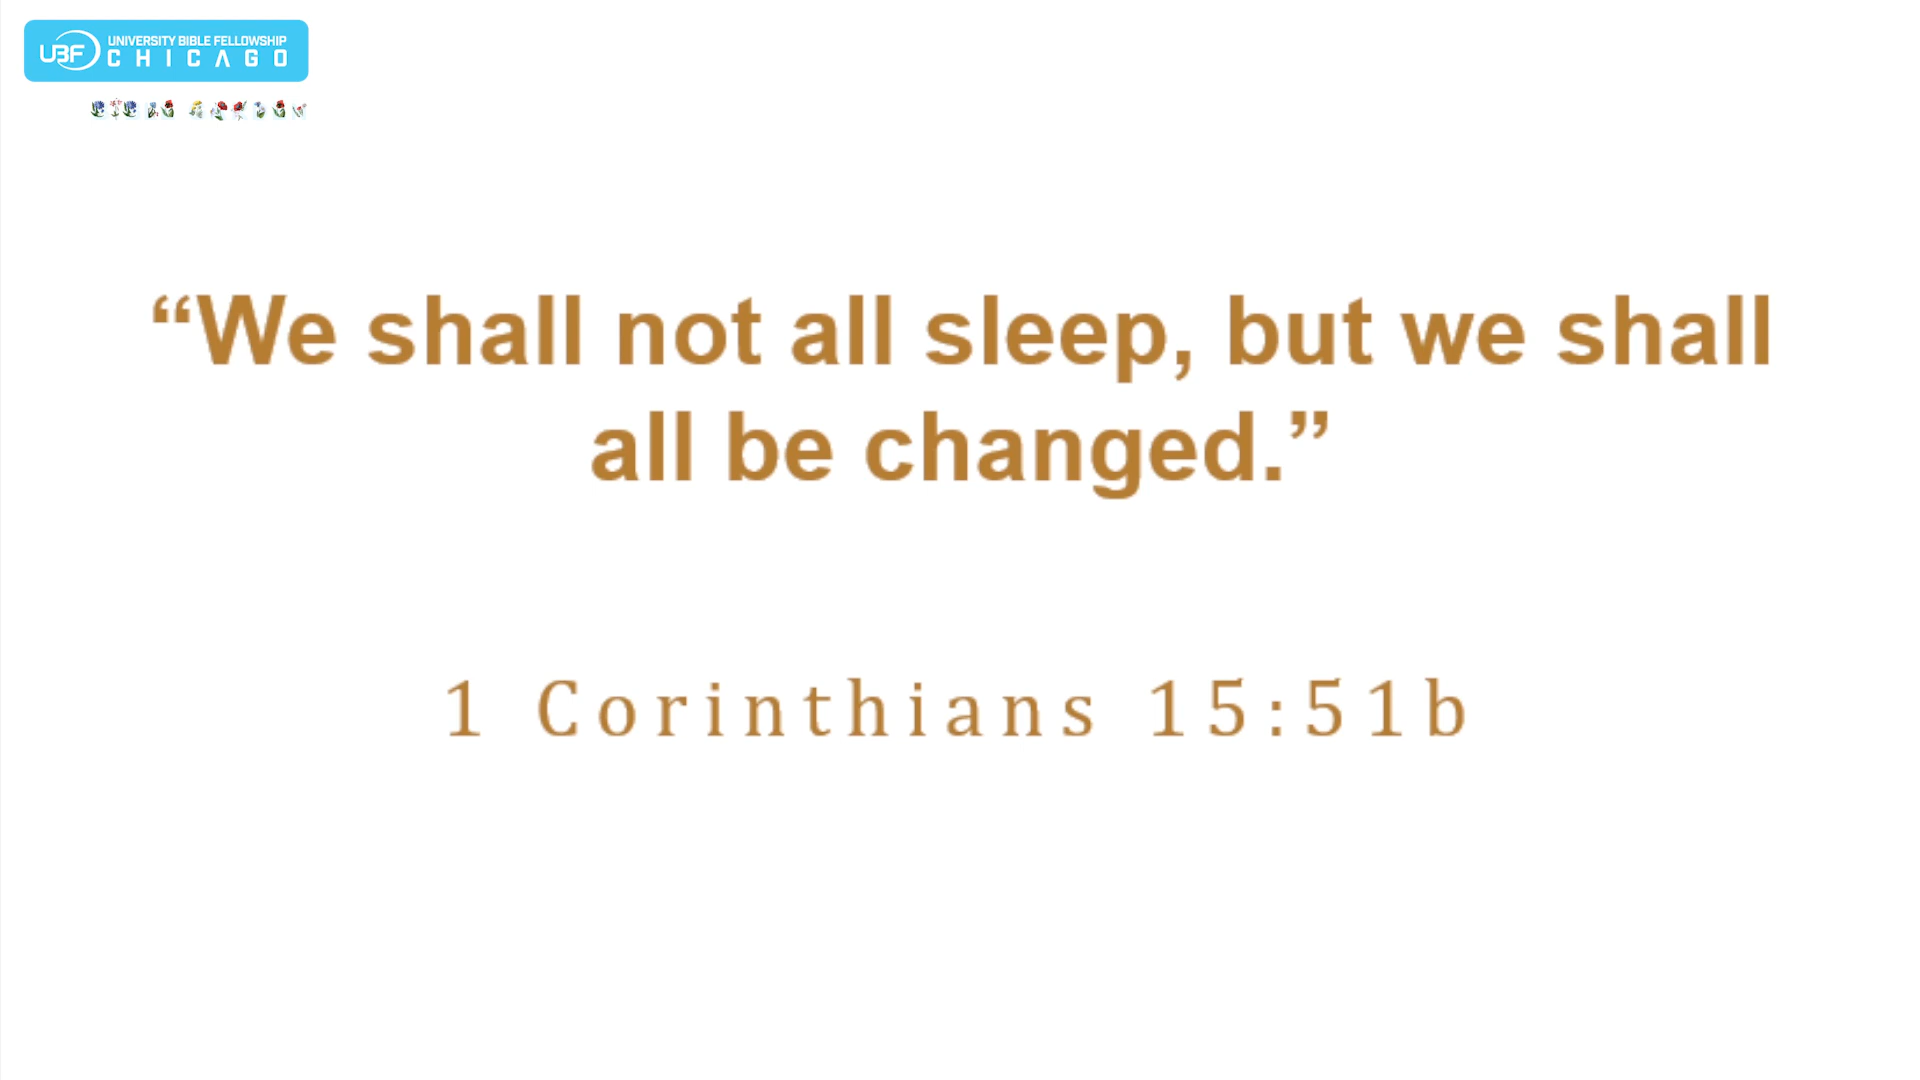 UBF UNIVERSITY BIBLE FELLOWSHIP
CHICAGO
“We shall not all sleep, but we shall
all be changed.”
1 Corinthians 15:51b